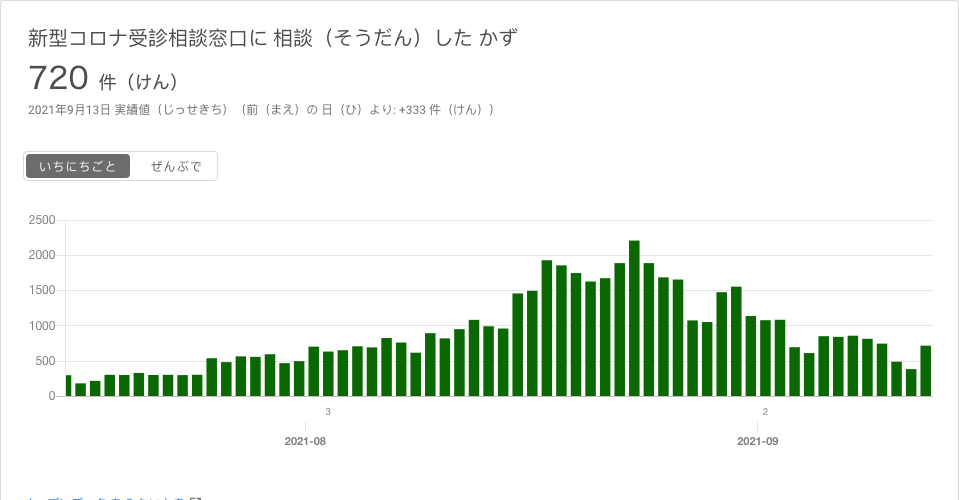 新型コロナ受診相談窓口に 相談（そうだん）した かず
720 件（けん）
2021年9月13日 実績値（じっせきち）（前（まえ）の 日（ひ）より: +333 件（けん））
いちにちごと ぜんぶで
2500
2000
1500
1000
500
0
3 2
2021-08 2021-09